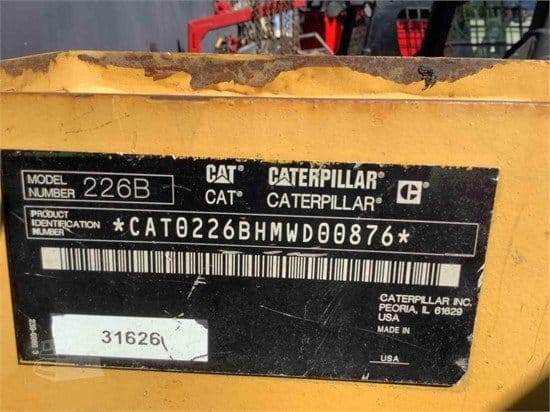 MODEL NUMBER 226B
CAT CATERPILLAR C
CAT® CATERPILLAR®
PRODUCT IDENTIFICATION NUMBER
*CAT0226BHMWD00876*
CATERPILLAR INC.
PEORIA, IL 61629
USA
MADE IN
USA
31626